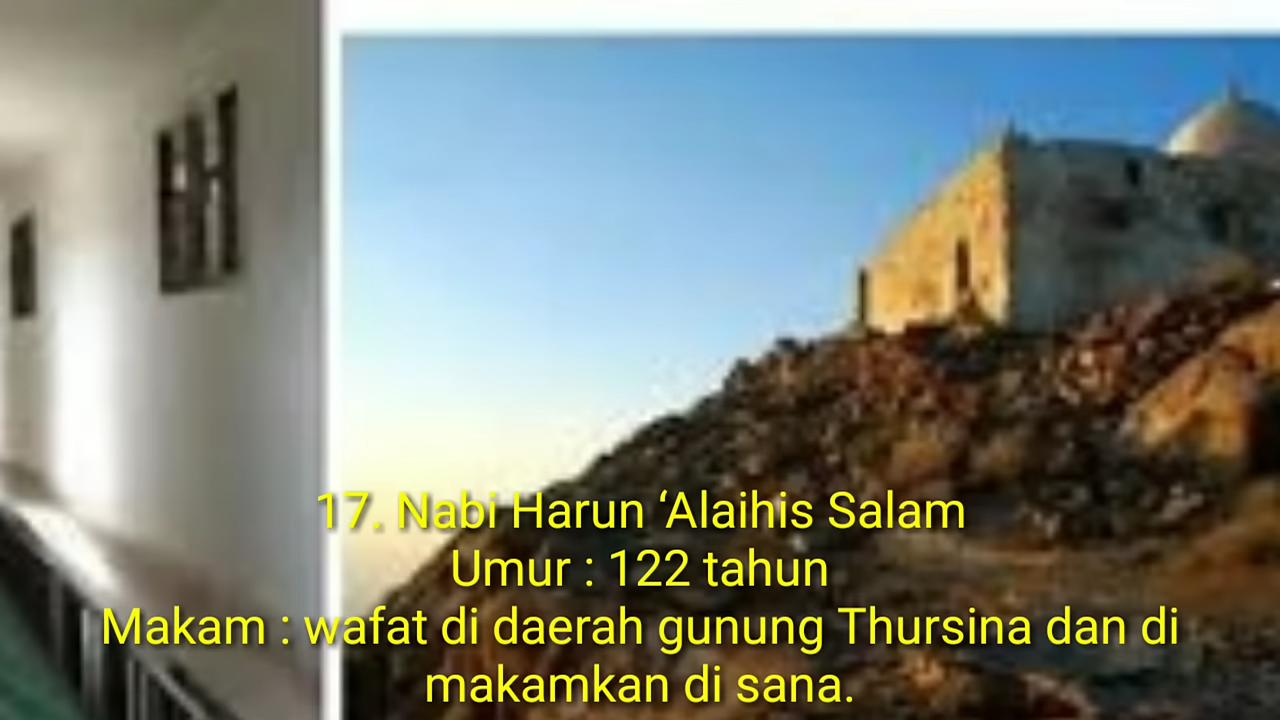 17. Nabi Harun ‘Alaihis Salam
Umur : 122 tahun
Makam : wafat di daerah gunung Thursina dan di
makamkan di sana.